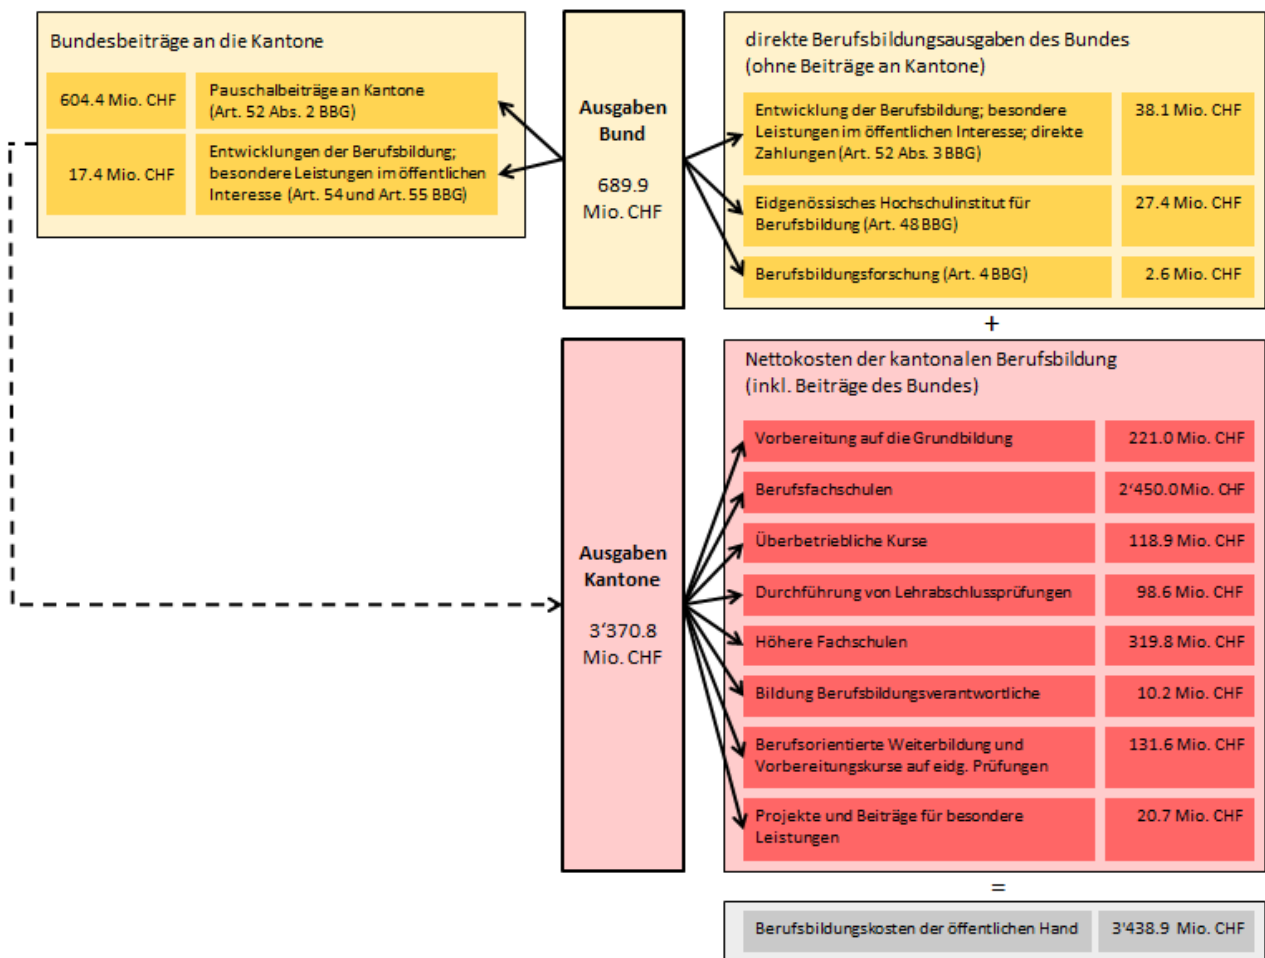 Bundesbeiträge an die Kantone
604.4 Mio. CHF
Pauschalbeiträge an Kantone
(Art. 52 Abs. 2 BBG)
17.4 Mio. CHF
Entwicklungen der Berufsbildung;
besondere Leistungen im öffentlichen
Interesse (Art. 54 und Art. 55 BBG)
Ausgaben
Bund
689.9
Mio. CHF
direkte Berufsbildungsausgaben des Bundes
(ohne Beiträge an Kantone)
Entwicklung der Berufsbildung; besondere
Leistungen im öffentlichen Interesse; direkte
Zahlungen (Art. 52 Abs. 3 BBG)
38.1 Mio. CHF
Eidgenössisches Hochschulinstitut für
Berufsbildung (Art. 48 BBG)
27.4 Mio. CHF
Berufsbildungsforschung (Art. 4 BBG)
2.6 Mio. CHF
+
Ausgaben
Kantone
3‘370.8
Mio. CHF
Nettokosten der kantonalen Berufsbildung
(inkl. Beiträge des Bundes)
Vorbereitung auf die Grundbildung
221.0 Mio. CHF
Berufsfachschulen
2‘450.0 Mio. CHF
Überbetriebliche Kurse
118.9 Mio. CHF
Durchführung von Lehrabschlussprüfungen
98.6 Mio. CHF
Höhere Fachschulen
319.8 Mio. CHF
Bildung Berufsbildungsverantwortliche
10.2 Mio. CHF
Berufsorientierte Weiterbildung und
Vorbereitungskurse auf eidg. Prüfungen
131.6 Mio. CHF
Projekte und Beiträge für besondere
Leistungen
20.7 Mio. CHF
=
Berufsbildungskosten der öffentlichen Hand
3'438.9 Mio. CHF